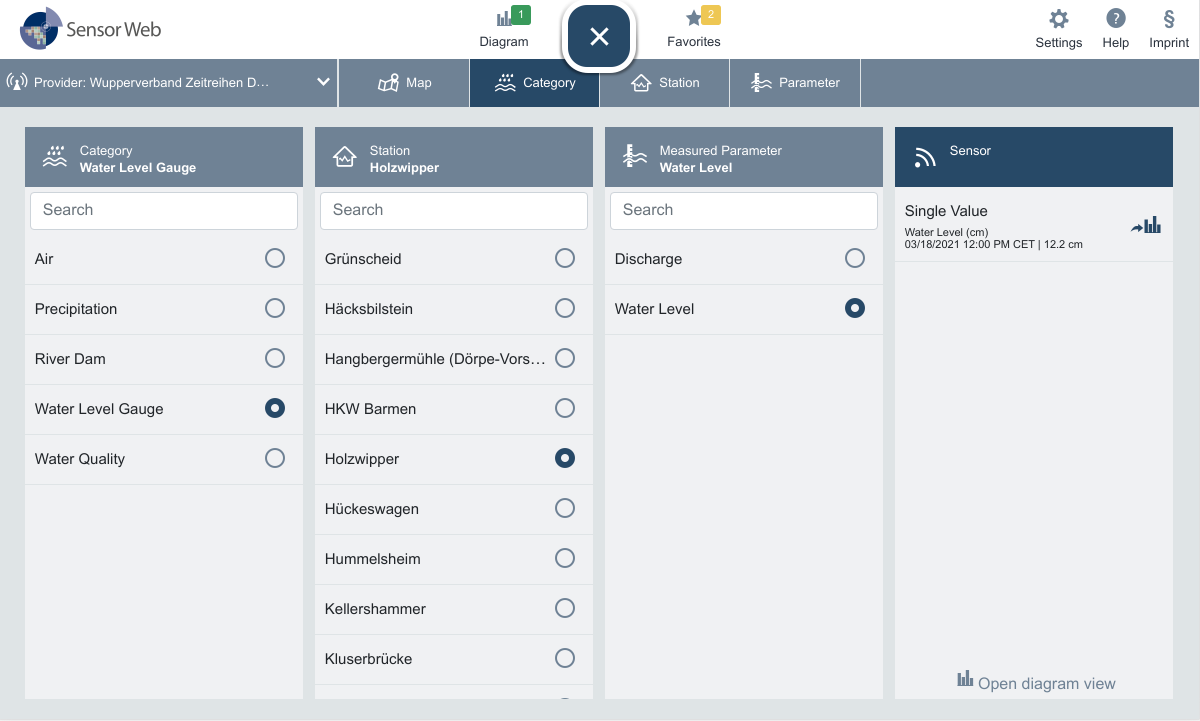 Sensor Web
1
Diagram
2
Favorites
Settings
?
Help
§
Imprint
Provider: Wupperverband Zeitreihen D...
Map
Category
Station
Parameter
Category
Water Level Gauge
Search
Air
Precipitation
River Dam
Water Level Gauge
Water Quality
Station
Holzwipper
Search
Grünscheid
Häcksbilstein
Hangbergermühle (Dörpe-Vors...
HKW Barmen
Holzwipper
Hückeswagen
Hummelsheim
Kellershammer
Kluserbrücke
Measured Parameter
Water Level
Search
Discharge
Water Level
Sensor
Single Value
Water Level (cm)
03/18/2021 12:00 PM CET | 12.2 cm
Open diagram view